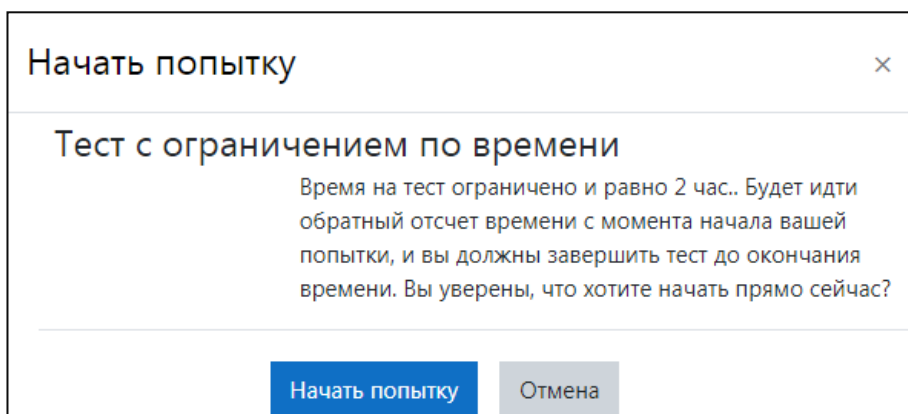 Начать попытку
×
Тест с ограничением по времени
Время на тест ограничено и равно 2 час.. Будет идти
обратный отсчет времени с момента начала вашей
попытки, и вы должны завершить тест до окончания
времени. Вы уверены, что хотите начать прямо сейчас?
Начать попытку Отмена